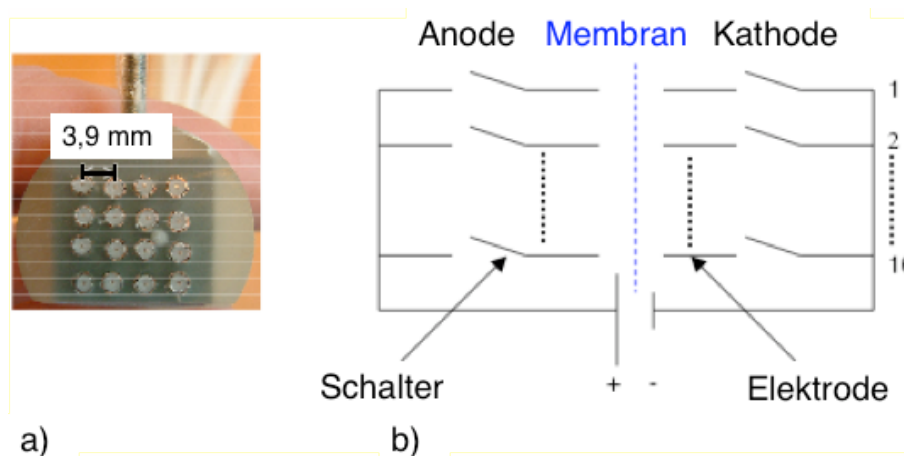 3,9 mm
a)
Anode Membran Kathode
1
2
Schalter
+ -
Elektrode
b)